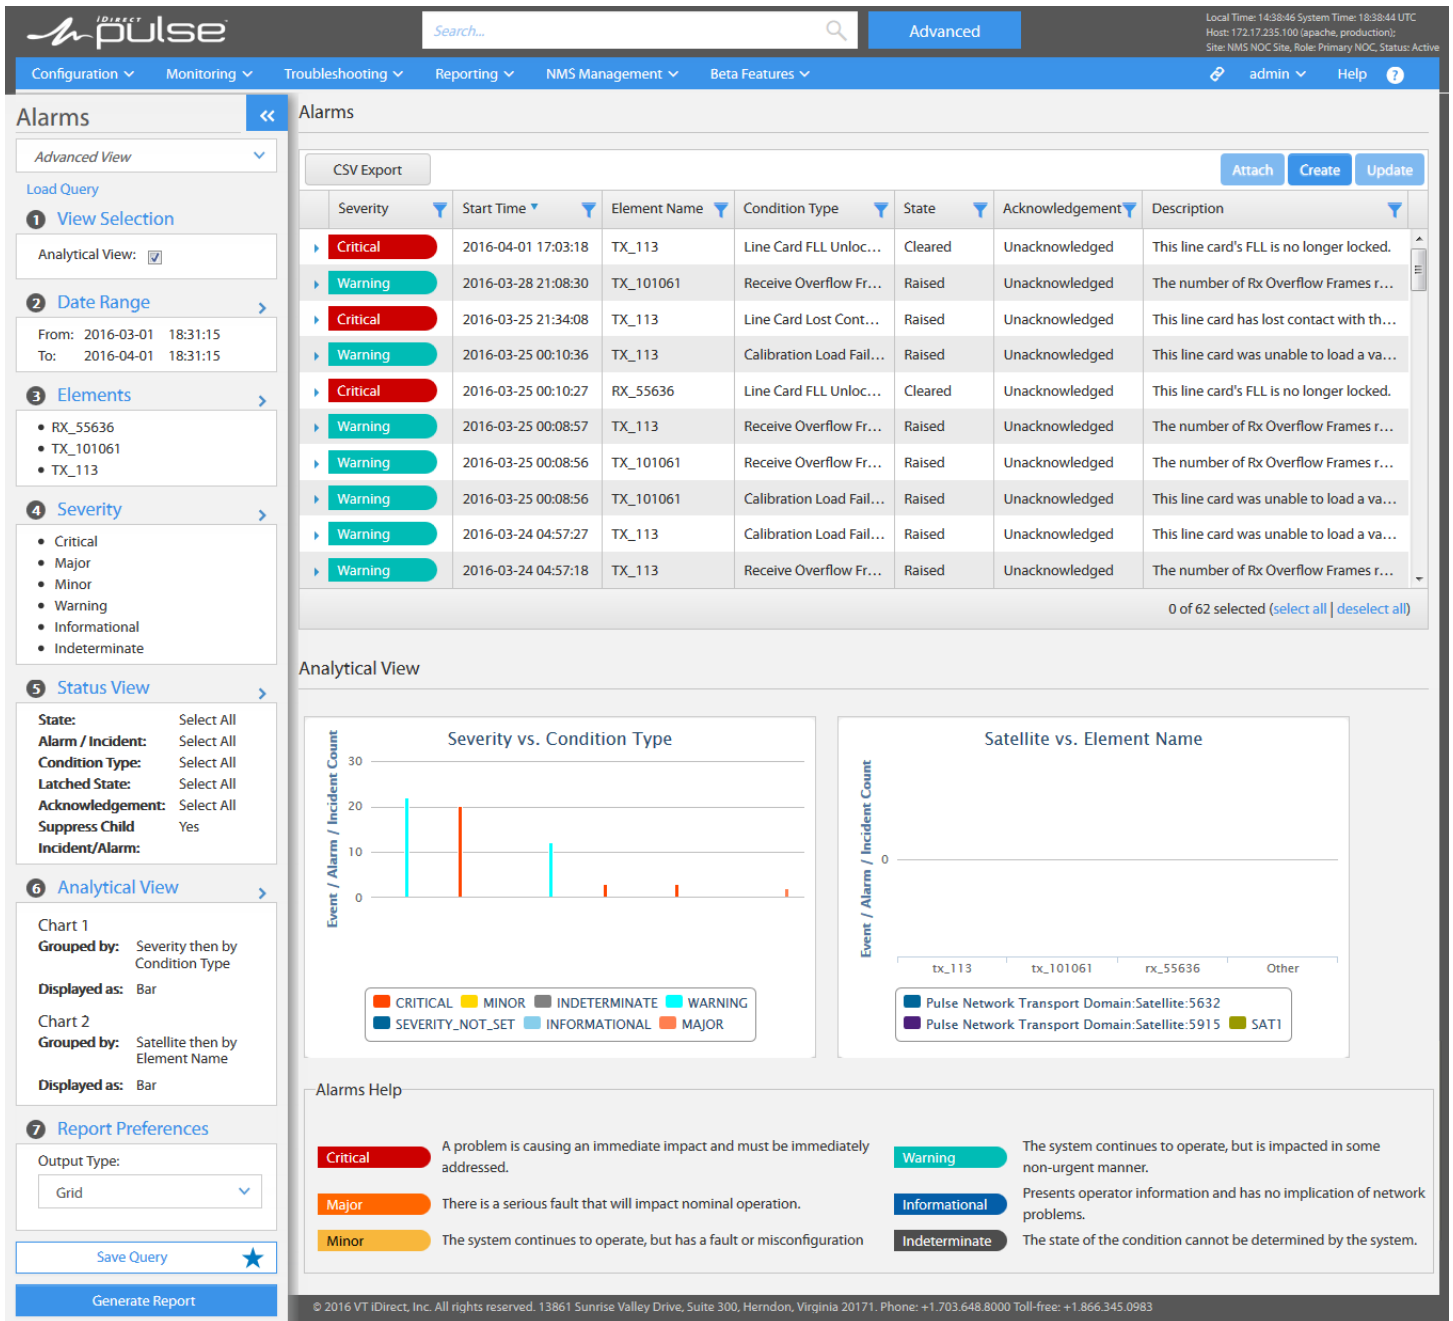 iDIRECT
pulse
Search...
Advanced
Local Time: 14:38:46 System Time: 18:38:44 UTC
Host: 172.17.235.100 (apache, production);
Site: NMS NOC Site, Role: Primary NOC, Status: Active
Configuration Monitoring Troubleshooting Reporting NMS Management Beta Features admin Help ?
Alarms
«
Advanced View
Load Query
1 View Selection
Analytical View:
2 Date Range
From: 2016-03-01 18:31:15
To: 2016-04-01 18:31:15
3 Elements
• RX_55636
• TX_101061
• TX_113
4 Severity
• Critical
• Major
• Minor
• Warning
• Informational
• Indeterminate
5 Status View
State: Select All
Alarm / Incident: Select All
Condition Type: Select All
Latched State: Select All
Acknowledgement: Select All
Suppress Child Yes
Incident/Alarm:
6 Analytical View
Chart 1
Grouped by: Severity then by
Condition Type
Displayed as: Bar
Chart 2
Grouped by: Satellite then by
Element Name
Displayed as: Bar
7 Report Preferences
Output Type:
Grid
Save Query
Generate Report
Alarms
CSV Export
Attach Create Update
Severity Start Time Element Name Condition Type State Acknowledgement Description
Critical 2016-04-01 17:03:18 TX_113 Line Card FLL Unloc... Cleared Unacknowledged This line card's FLL is no longer locked.
Warning 2016-03-28 21:08:30 TX_101061 Receive Overflow Fr... Raised Unacknowledged The number of Rx Overflow Frames r...
Critical 2016-03-25 21:34:08 TX_113 Line Card Lost Cont... Raised Unacknowledged This line card has lost contact with th...
Warning 2016-03-25 00:10:36 TX_113 Calibration Load Fail... Raised Unacknowledged This line card was unable to load a va...
Critical 2016-03-25 00:10:27 RX_55636 Line Card FLL Unloc... Cleared Unacknowledged This line card's FLL is no longer locked.
Warning 2016-03-25 00:08:57 TX_113 Receive Overflow Fr... Raised Unacknowledged The number of Rx Overflow Frames r...
Warning 2016-03-25 00:08:56 TX_101061 Receive Overflow Fr... Raised Unacknowledged The number of Rx Overflow Frames r...
Warning 2016-03-25 00:08:56 TX_101061 Calibration Load Fail... Raised Unacknowledged This line card was unable to load a va...
Warning 2016-03-24 04:57:27 TX_113 Calibration Load Fail... Raised Unacknowledged This line card was unable to load a va...
Warning 2016-03-24 04:57:18 TX_113 Receive Overflow Fr... Raised Unacknowledged The number of Rx Overflow Frames r...
0 of 62 selected (select all | deselect all)
Analytical View
Severity vs. Condition Type
Event / Alarm / Incident Count
30
20
10
0
CRITICAL MINOR INDETERMINATE WARNING
SEVERITY_NOT_SET INFORMATIONAL MAJOR
Satellite vs. Element Name
Event / Alarm / Incident Count
0
tx_113 tx_101061 rx_55636 Other
Pulse Network Transport Domain:Satellite:5632
Pulse Network Transport Domain:Satellite:5915 SAT1
Alarms Help
Critical A problem is causing an immediate impact and must be immediately
addressed.
Major There is a serious fault that will impact nominal operation.
Minor The system continues to operate, but has a fault or misconfiguration
Warning The system continues to operate, but is impacted in some
non-urgent manner.
Informational Presents operator information and has no implication of network
problems.
Indeterminate The state of the condition cannot be determined by the system.
© 2016 VT iDirect, Inc. All rights reserved. 13861 Sunrise Valley Drive, Suite 300, Herndon, Virginia 20171. Phone: +1.703.648.8000 Toll-free: +1.866.345.0983